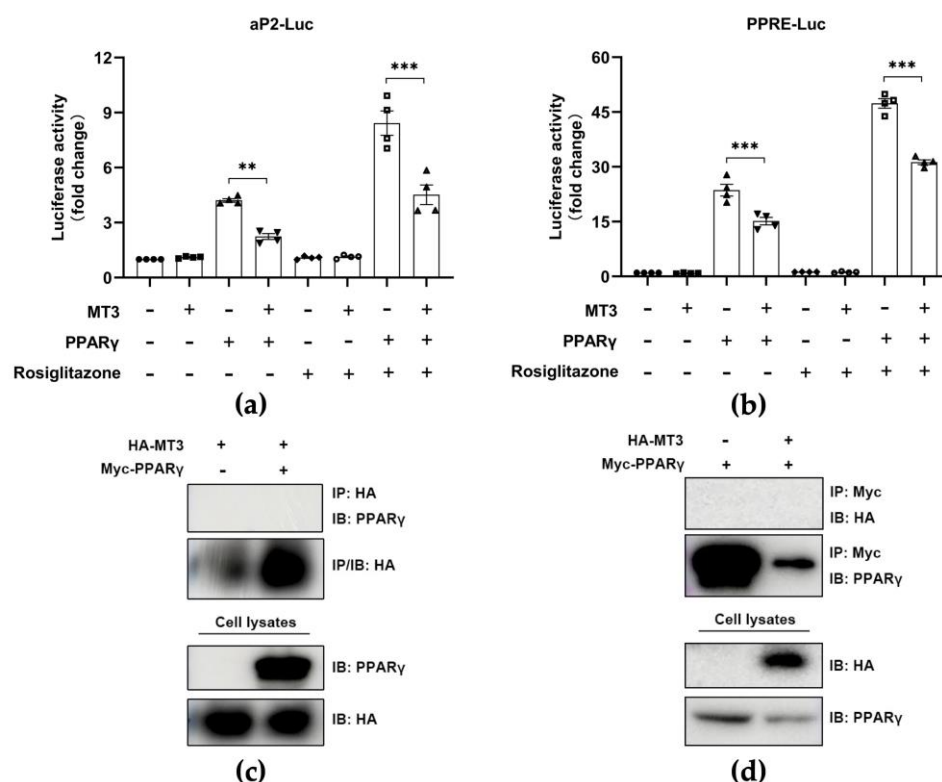 aP2-Luc
Luciferase activity
(fold change)
12
9
6
3
0
**
***
MT3 - + - + - + - +
PPARγ - - + + - - + +
Rosiglitazone - - - - + + + +
(a)
PPRE-Luc
Luciferase activity
(fold change)
60
45
30
15
0
***
***
MT3 - + - + - + - +
PPARγ - - + + - - + +
Rosiglitazone - - - - + + + +
(b)
HA-MT3 + +
Myc-PPARγ - +
IP: HA
IB: PPARγ
IP/IB: HA
Cell lysates
IB: PPARγ
IB: HA
(c)
HA-MT3 - +
Myc-PPARγ + +
IP: Myc
IB: HA
IP: Myc
IB: PPARγ
Cell lysates
IB: HA
IB: PPARγ
(d)